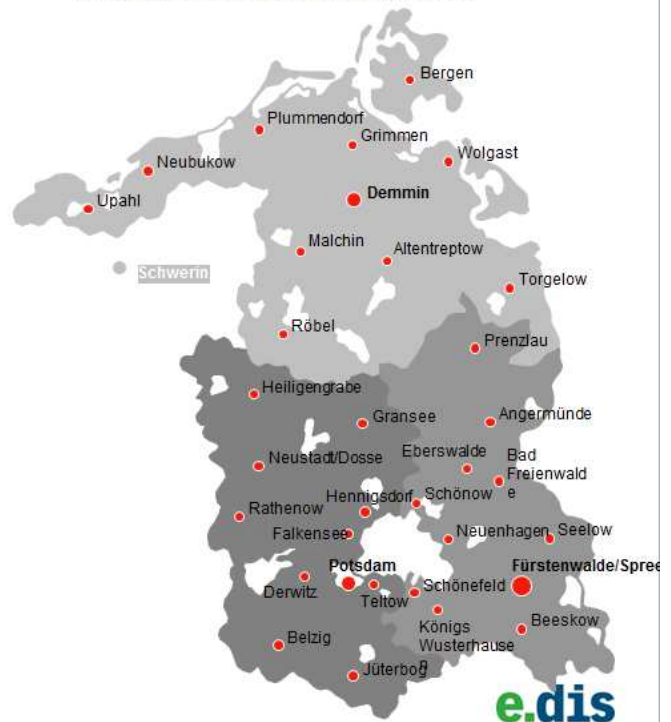 Bergen
Plummendorf
Grimmen
Wolgast
Neubukow
Demmin
Upahl
Malchin
Altentreptow
Schwerin
Torgelow
Röbel
Prenzlau
Heiligengrabe
Gransee
Angermünde
Eberswalde
Bad
Freienwald
e
Neustadt/Dosse
Hennigsdorf
Schönow
Rathenow
Falkensee
Neuenhagen
Seelow
Potsdam
Fürstenwalde/Spree
Derwitz
Teltow
Schönefeld
Königs
Wusterhause
n
Beeskow
Belzig
Jüterbog
e.dis